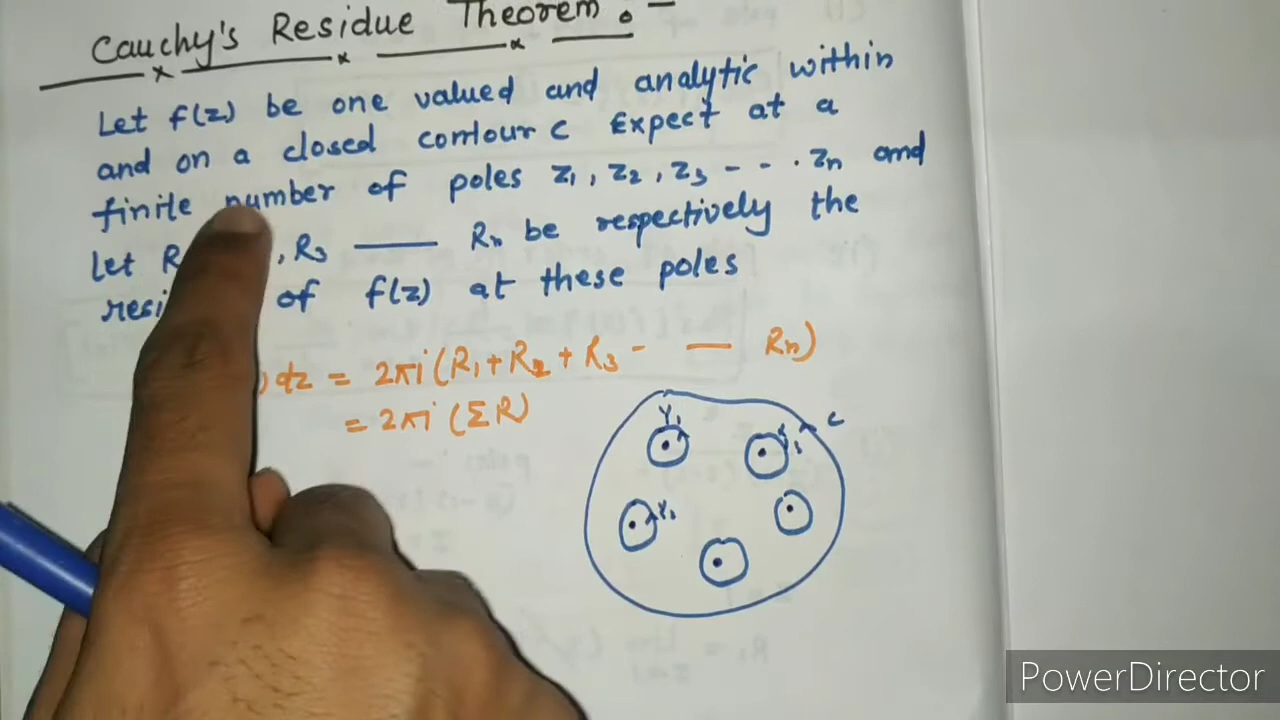 Cauchy's Residue Theorem :-
Let f(z) be one valued and analytic within
and on a closed contour C Expect at a
finite number of poles z1, z2, z3 - - . zn and
let R , R3 —— Rn be respectively the
resi of f(z) at these poles
) dz = 2πi (R1 + R2 + R3 - — Rn)
= 2πi (ΣR)
γ1
C
PowerDirector